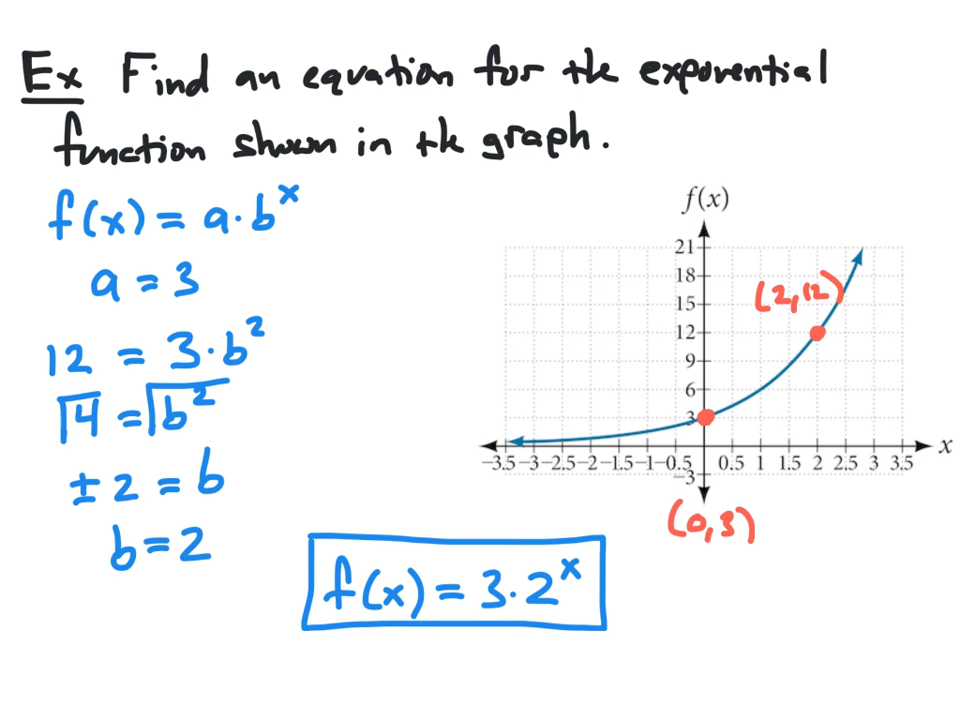 Ex Find an equation for the exponential
function shown in the graph.
f(x) = a·b^x
a = 3
12 = 3·b^2
√4 = √b^2
± 2 = b
b = 2
f(x) = 3·2^x
f(x)
21
18
15
12
9
6
3
−3
−3.5 −3 −2.5 −2 −1.5 −1 −0.5 0.5 1 1.5 2 2.5 3 3.5 x
(2,12)
(0,3)